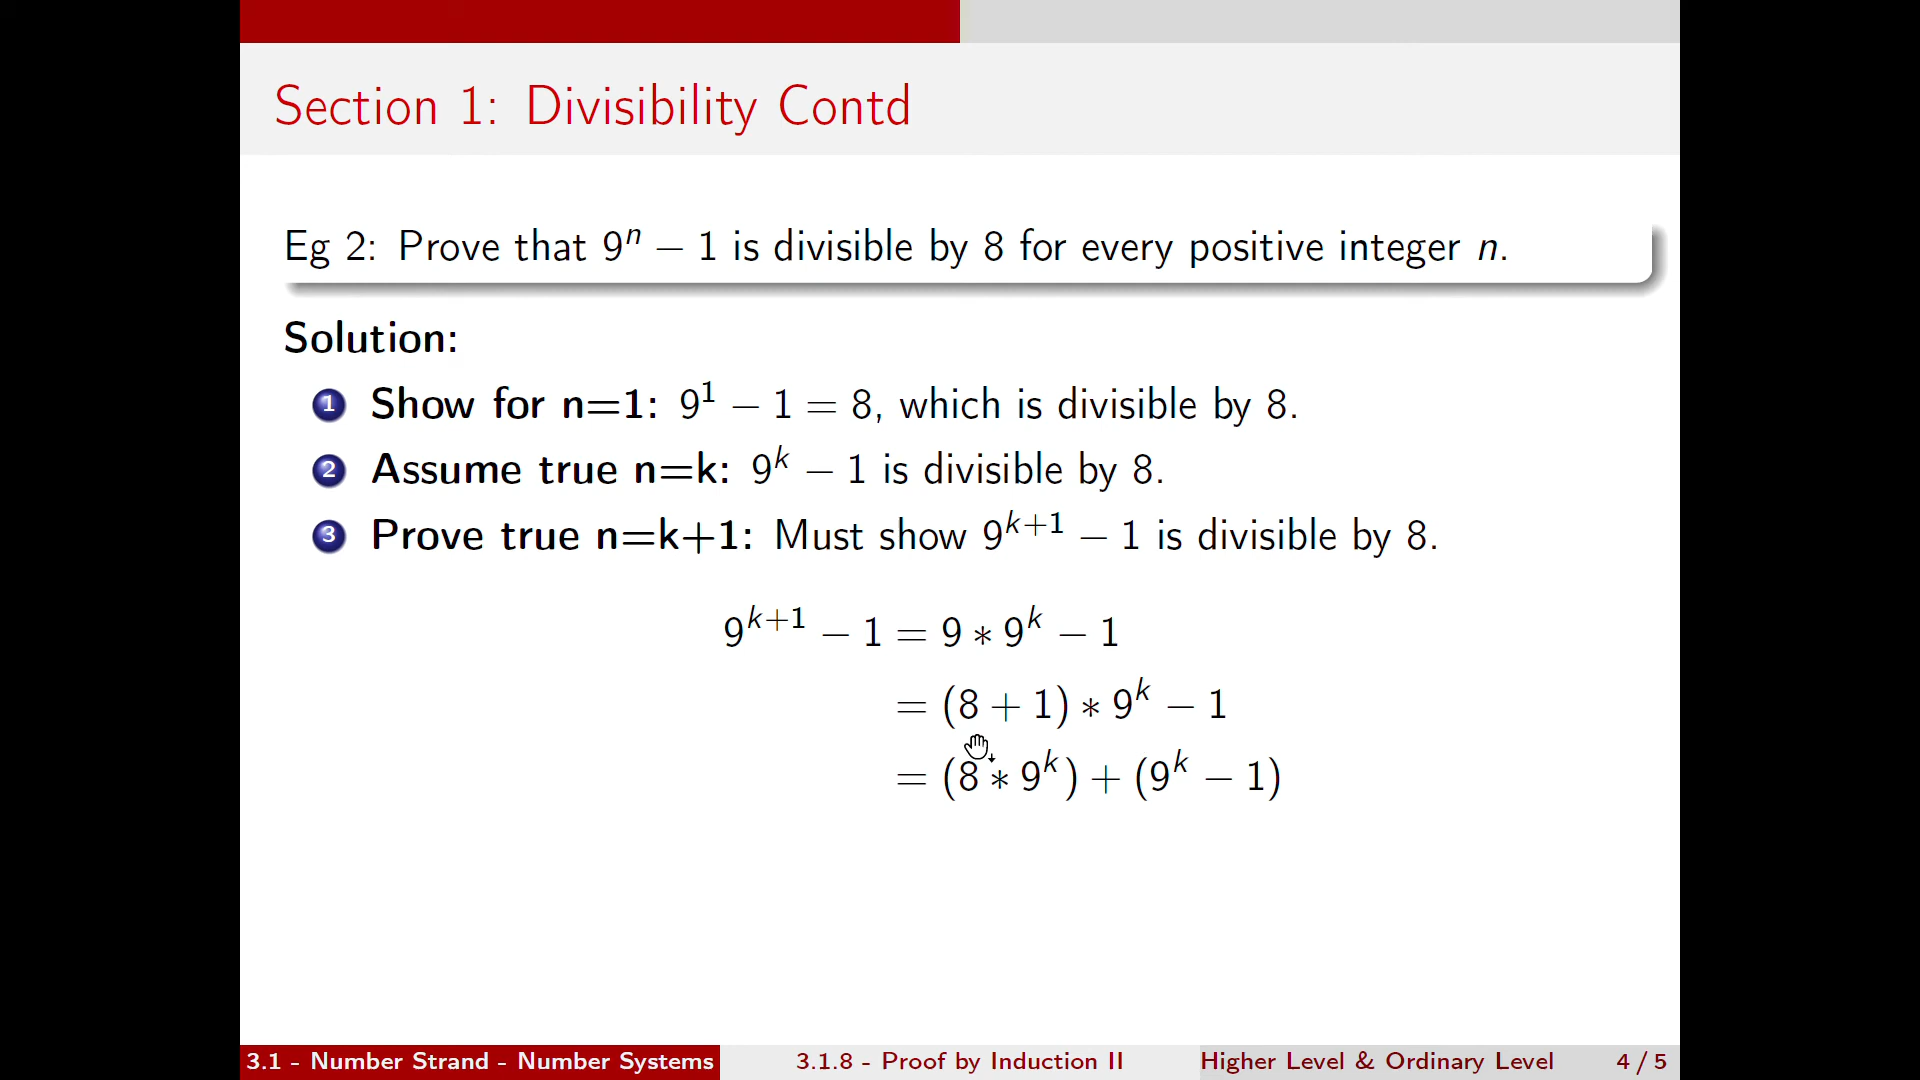 Section 1: Divisibility Contd
Eg 2: Prove that 9ⁿ − 1 is divisible by 8 for every positive integer n.
Solution:
1 Show for n=1: 9¹ − 1 = 8, which is divisible by 8.
2 Assume true n=k: 9ᵏ − 1 is divisible by 8.
3 Prove true n=k+1: Must show 9ᵏ⁺¹ − 1 is divisible by 8.
9ᵏ⁺¹ − 1 = 9 ∗ 9ᵏ − 1
= (8 + 1) ∗ 9ᵏ − 1
= (8 ∗ 9ᵏ) + (9ᵏ − 1)
3.1 - Number Strand - Number Systems 3.1.8 - Proof by Induction II Higher Level & Ordinary Level 4 / 5